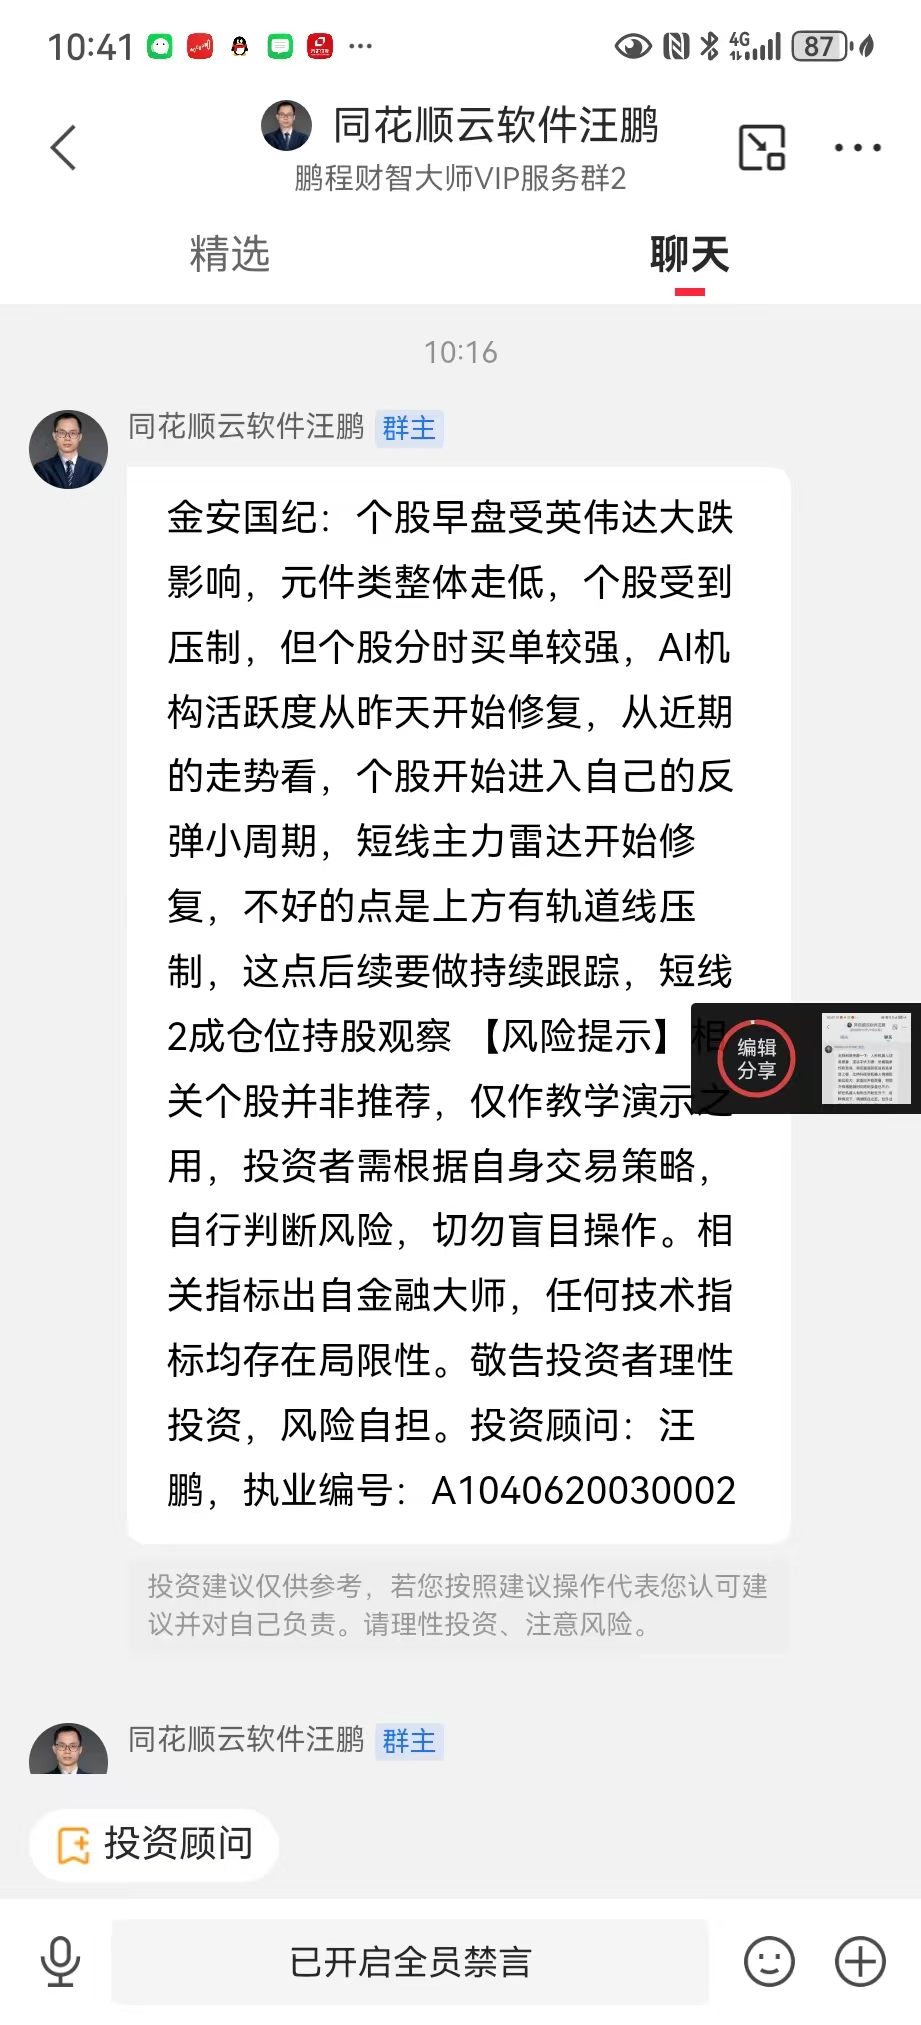 10:41
4G
87
同花顺云软件汪鹏
鹏程财智大师VIP服务群2
精选
聊天
10:16
同花顺云软件汪鹏 群主
金安国纪：个股早盘受英伟达大跌
影响，元件类整体走低，个股受到
压制，但个股分时买单较强，AI机
构活跃度从昨天开始修复，从近期
的走势看，个股开始进入自己的反
弹小周期，短线主力雷达开始修
复，不好的点是上方有轨道线压
制，这点后续要做持续跟踪，短线
2成仓位持股观察 【风险提示】相
关个股并非推荐，仅作教学演示之
用，投资者需根据自身交易策略，
自行判断风险，切勿盲目操作。相
关指标出自金融大师，任何技术指
标均存在局限性。敬告投资者理性
投资，风险自担。投资顾问：汪
鹏，执业编号：A1040620030002
编辑
分享
投资建议仅供参考，若您按照建议操作代表您认可建
议并对自己负责。请理性投资、注意风险。
同花顺云软件汪鹏 群主
投资顾问
已开启全员禁言